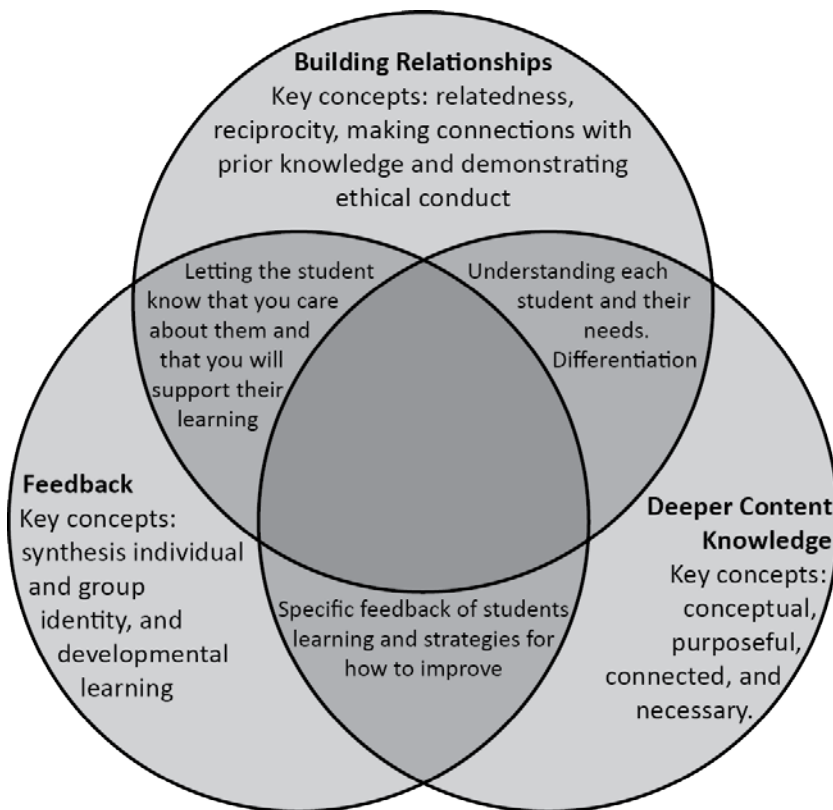 Building Relationships
Key concepts: relatedness,
reciprocity, making connections with
prior knowledge and demonstrating
ethical conduct
Letting the student
know that you care
about them and
that you will
support their
learning
Understanding each
student and their
needs.
Differentiation
Feedback
Key concepts:
synthesis individual
and group
identity, and
developmental
learning
Deeper Content
Knowledge
Key concepts:
conceptual,
purposeful,
connected, and
necessary.
Specific feedback of students
learning and strategies for
how to improve